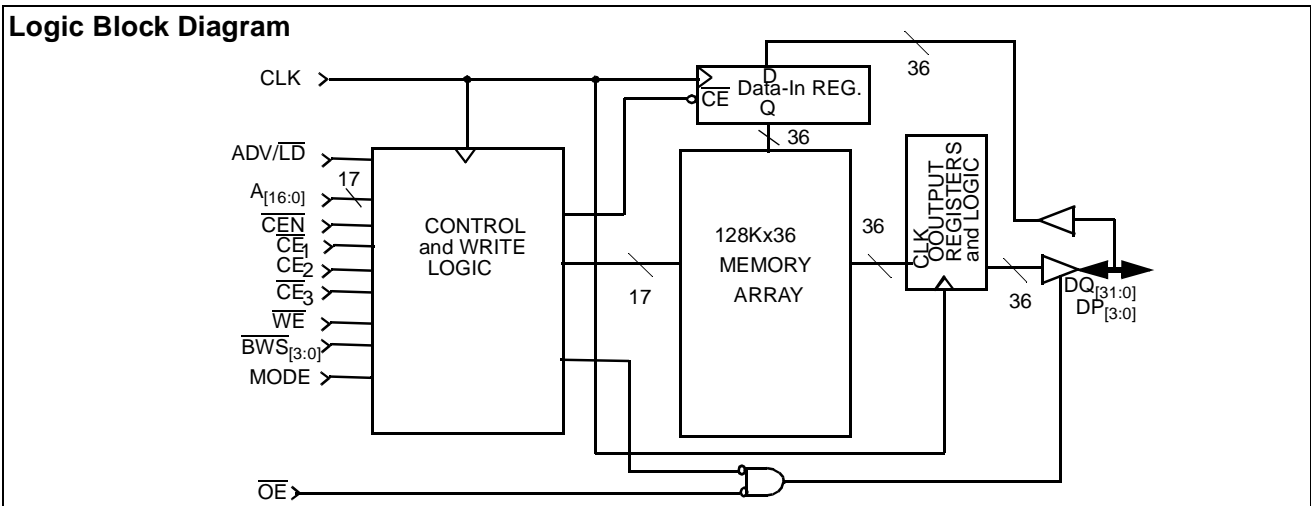 Logic Block Diagram
CLK
36
D
CE Data-In REG.
Q
36
ADV/LD
17
A[16:0]
CEN
CE1
CE2
CE3
WE
BWS[3:0]
MODE
CONTROL
and WRITE
LOGIC
17
128Kx36
MEMORY
ARRAY
36
CLK
OOUTPUT
REGISTERS
and LOGIC
36
DQ[31:0]
DP[3:0]
OE